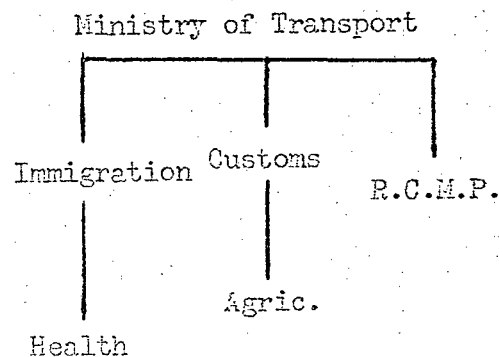 Ministry of Transport
Immigration Customs R.C.M.P.
Agric.
Health